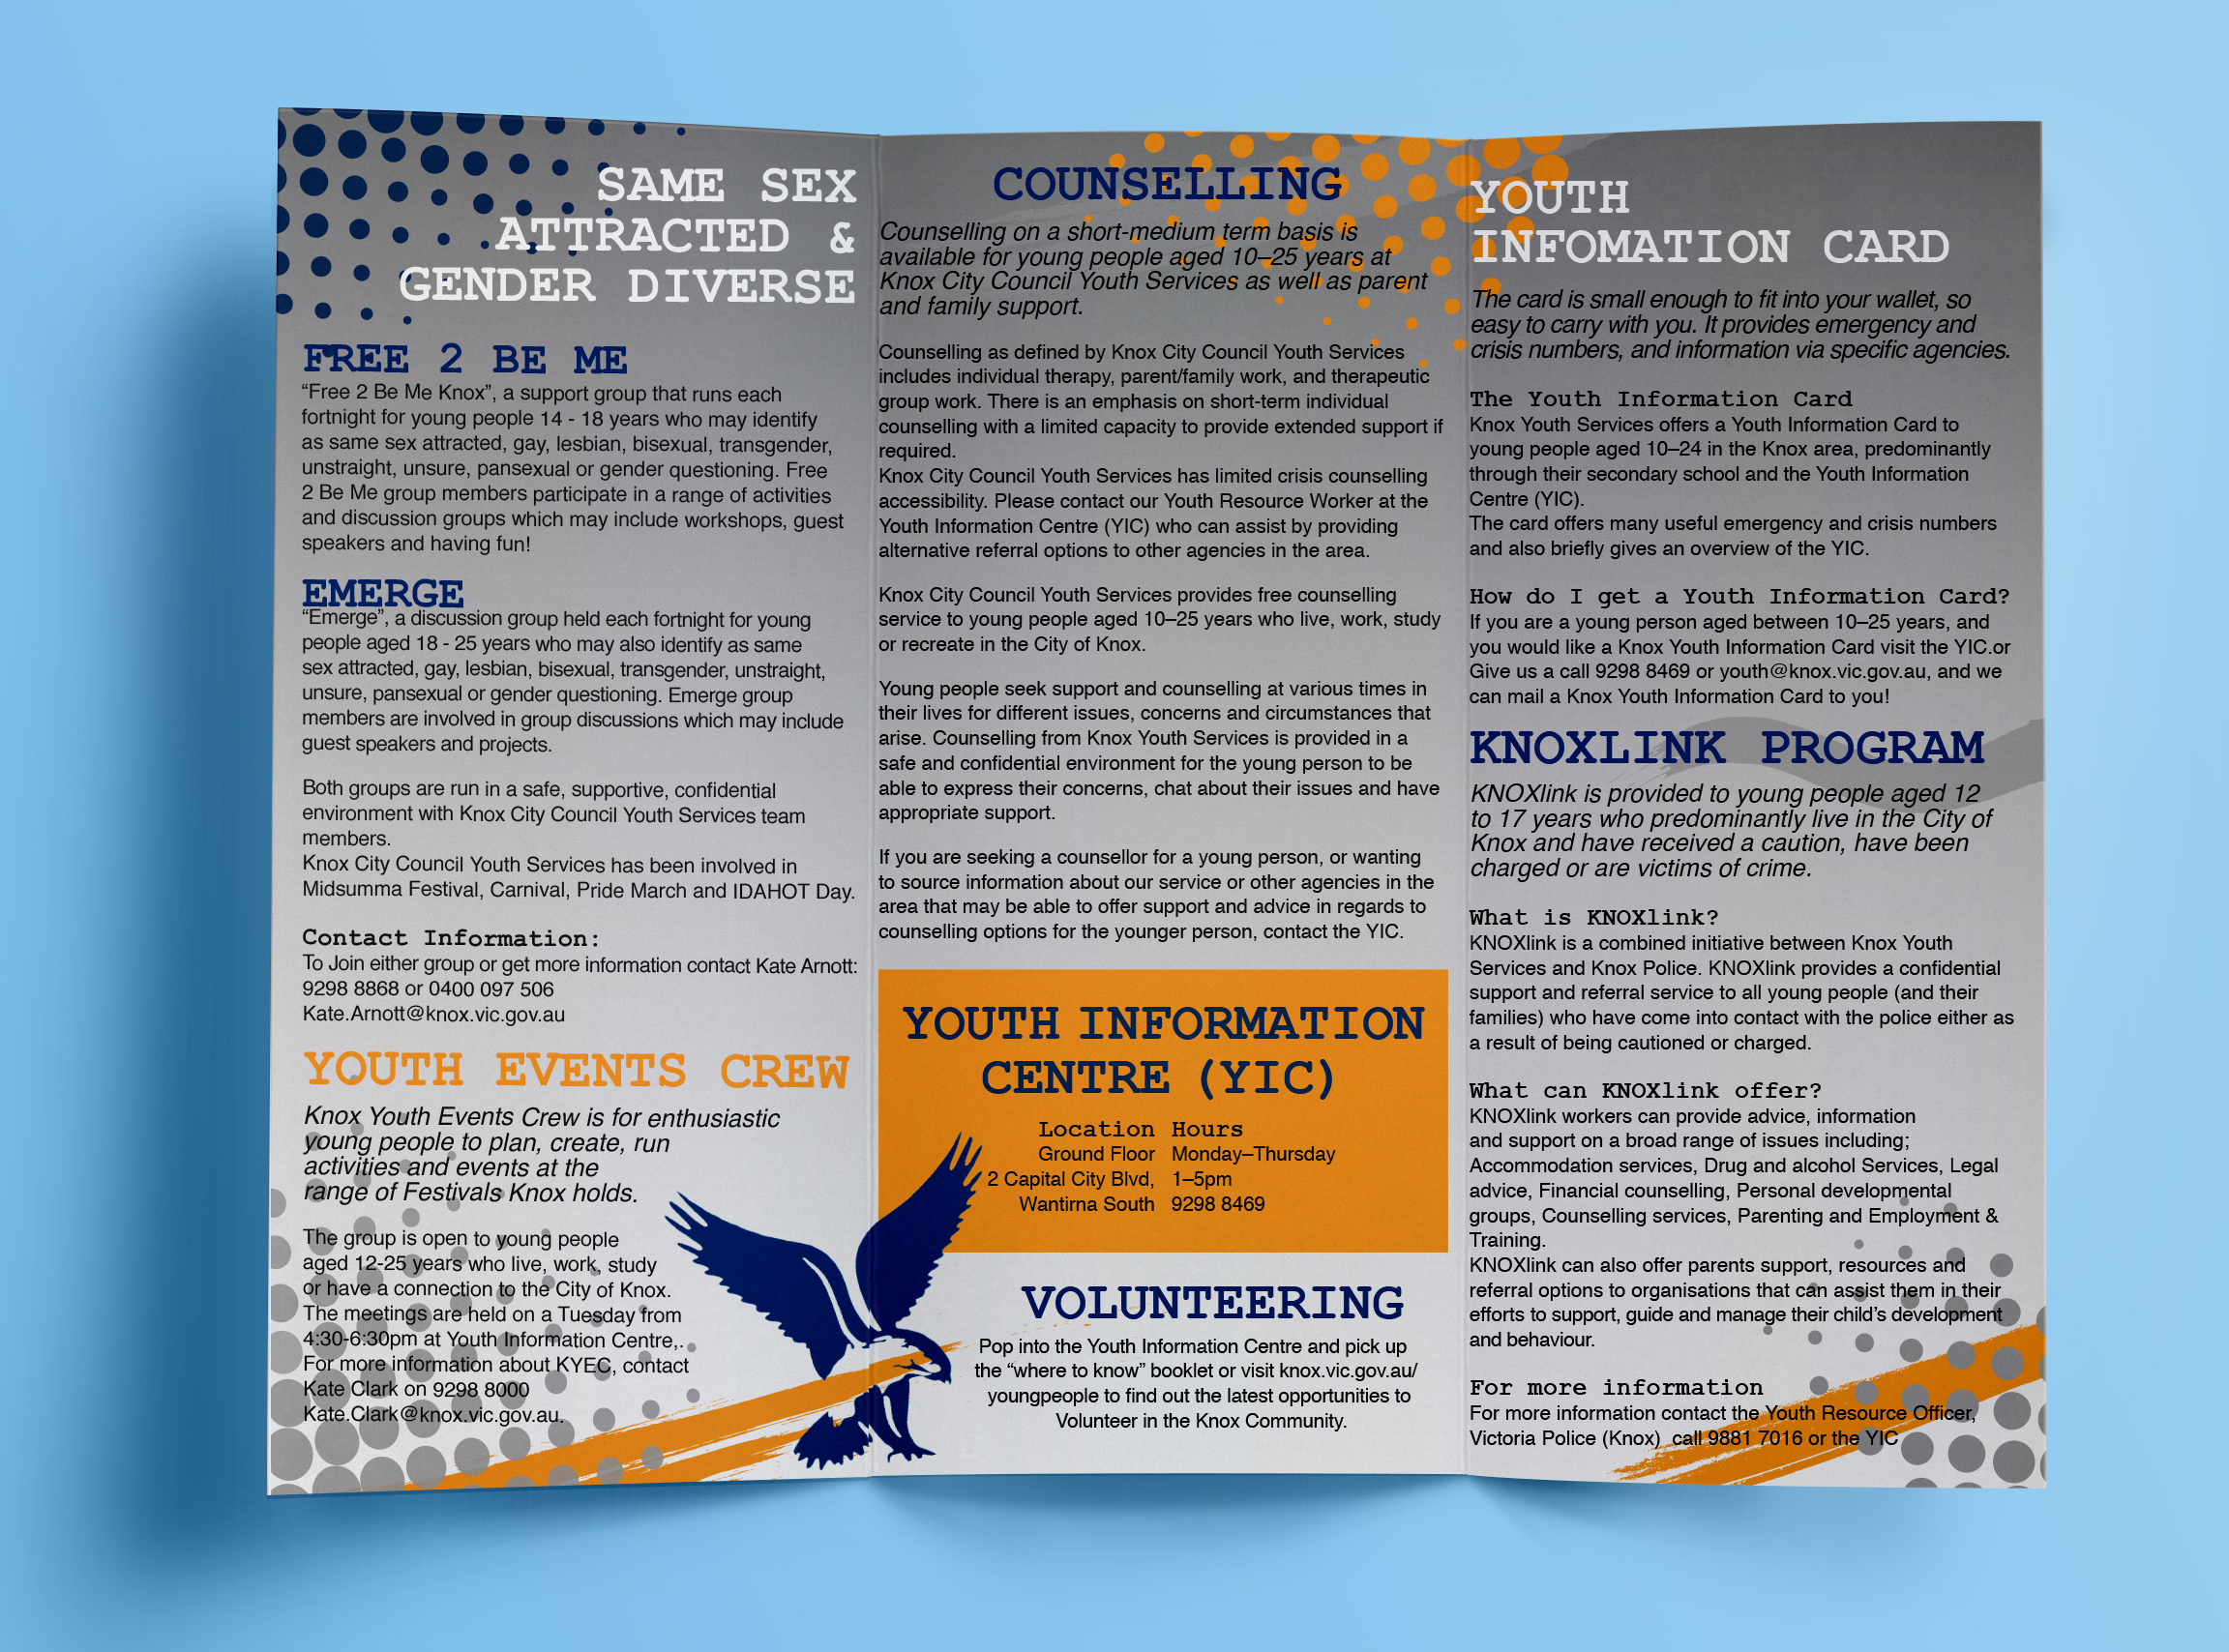 SAME SEX
ATTRACTED &
GENDER DIVERSE
FREE 2 BE ME
“Free 2 Be Me Knox”, a support group that runs each
fortnight for young people 14 - 18 years who may identify
as same sex attracted, gay, lesbian, bisexual, transgender,
unstraight, unsure, pansexual or gender questioning. Free
2 Be Me group members participate in a range of activities
and discussion groups which may include workshops, guest
speakers and having fun!
EMERGE
“Emerge”, a discussion group held each fortnight for young
people aged 18 - 25 years who may also identify as same
sex attracted, gay, lesbian, bisexual, transgender, unstraight,
unsure, pansexual or gender questioning. Emerge group
members are involved in group discussions which may include
guest speakers and projects.
Both groups are run in a safe, supportive, confidential
environment with Knox City Council Youth Services team
members.
Knox City Council Youth Services has been involved in
Midsumma Festival, Carnival, Pride March and IDAHOT Day.
Contact Information:
To Join either group or get more information contact Kate Arnott:
9298 8868 or 0400 097 506
Kate.Arnott@knox.vic.gov.au
YOUTH EVENTS CREW
Knox Youth Events Crew is for enthusiastic
young people to plan, create, run
activities and events at the
range of Festivals Knox holds.
The group is open to young people
aged 12-25 years who live, work, study
or have a connection to the City of Knox.
The meetings are held on a Tuesday from
4:30-6:30pm at Youth Information Centre,.
For more information about KYEC, contact
Kate Clark on 9298 8000
Kate.Clark@knox.vic.gov.au.
COUNSELLING
Counselling on a short-medium term basis is
available for young people aged 10–25 years at
Knox City Council Youth Services as well as parent
and family support.
Counselling as defined by Knox City Council Youth Services
includes individual therapy, parent/family work, and therapeutic
group work. There is an emphasis on short-term individual
counselling with a limited capacity to provide extended support if
required.
Knox City Council Youth Services has limited crisis counselling
accessibility. Please contact our Youth Resource Worker at the
Youth Information Centre (YIC) who can assist by providing
alternative referral options to other agencies in the area.
Knox City Council Youth Services provides free counselling
service to young people aged 10–25 years who live, work, study
or recreate in the City of Knox.
Young people seek support and counselling at various times in
their lives for different issues, concerns and circumstances that
arise. Counselling from Knox Youth Services is provided in a
safe and confidential environment for the young person to be
able to express their concerns, chat about their issues and have
appropriate support.
If you are seeking a counsellor for a young person, or wanting
to source information about our service or other agencies in the
area that may be able to offer support and advice in regards to
counselling options for the younger person, contact the YIC.
YOUTH INFORMATION
CENTRE (YIC)
Location Hours
Ground Floor Monday–Thursday
2 Capital City Blvd, 1–5pm
Wantirna South 9298 8469
VOLUNTEERING
Pop into the Youth Information Centre and pick up
the “where to know” booklet or visit knox.vic.gov.au/
youngpeople to find out the latest opportunities to
Volunteer in the Knox Community.
YOUTH
INFOMATION CARD
The card is small enough to fit into your wallet, so
easy to carry with you. It provides emergency and
crisis numbers, and information via specific agencies.
The Youth Information Card
Knox Youth Services offers a Youth Information Card to
young people aged 10–24 in the Knox area, predominantly
through their secondary school and the Youth Information
Centre (YIC).
The card offers many useful emergency and crisis numbers
and also briefly gives an overview of the YIC.
How do I get a Youth Information Card?
If you are a young person aged between 10–25 years, and
you would like a Knox Youth Information Card visit the YIC.or
Give us a call 9298 8469 or youth@knox.vic.gov.au, and we
can mail a Knox Youth Information Card to you!
KNOXLINK PROGRAM
KNOXlink is provided to young people aged 12
to 17 years who predominantly live in the City of
Knox and have received a caution, have been
charged or are victims of crime.
What is KNOXlink?
KNOXlink is a combined initiative between Knox Youth
Services and Knox Police. KNOXlink provides a confidential
support and referral service to all young people (and their
families) who have come into contact with the police either as
a result of being cautioned or charged.
What can KNOXlink offer?
KNOXlink workers can provide advice, information
and support on a broad range of issues including;
Accommodation services, Drug and alcohol Services, Legal
advice, Financial counselling, Personal developmental
groups, Counselling services, Parenting and Employment &
Training.
KNOXlink can also offer parents support, resources and
referral options to organisations that can assist them in their
efforts to support, guide and manage their child’s development
and behaviour.
For more information
For more information contact the Youth Resource Officer,
Victoria Police (Knox)  call 9881 7016 or the YIC